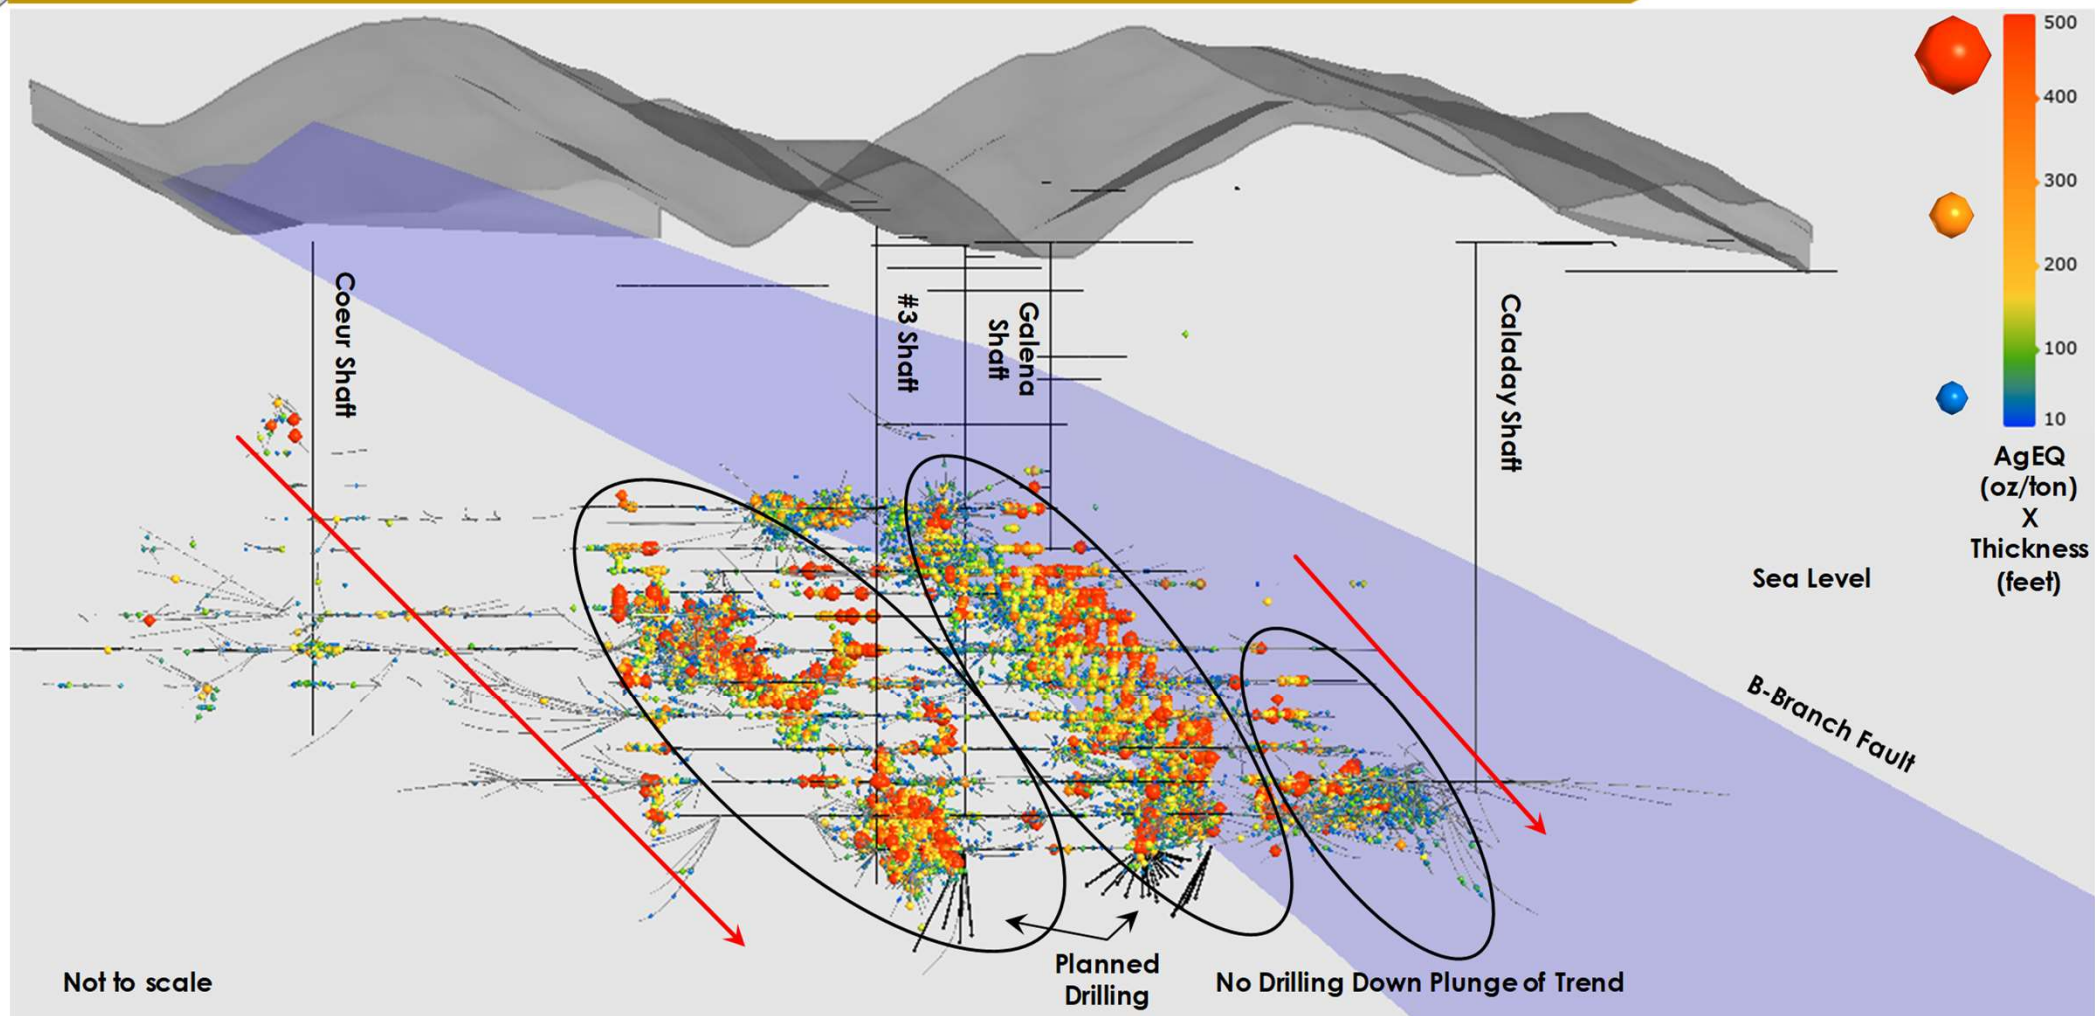 500
400
300
200
100
10
AgEQ
(oz/ton)
X
Thickness
(feet)
Coeur Shaft
#3 Shaft
Galena
Shaft
Caladay Shaft
Sea Level
B-Branch Fault
Planned
Drilling
No Drilling Down Plunge of Trend
Not to scale